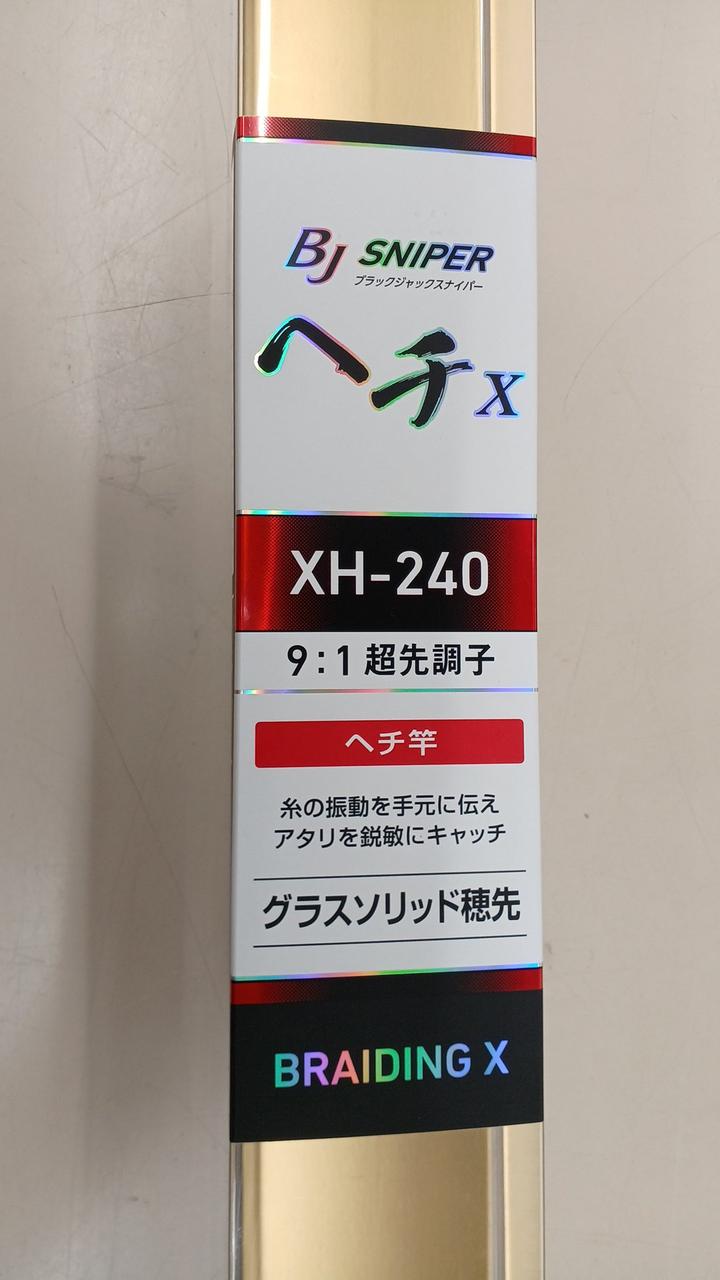 BJ SNIPER
ブラックジャックスナイパー
ヘチ X
XH-240
9:1 超先調子
ヘチ竿
糸の振動を手元に伝え
アタリを鋭敏にキャッチ
グラスソリッド穂先
BRAIDING X